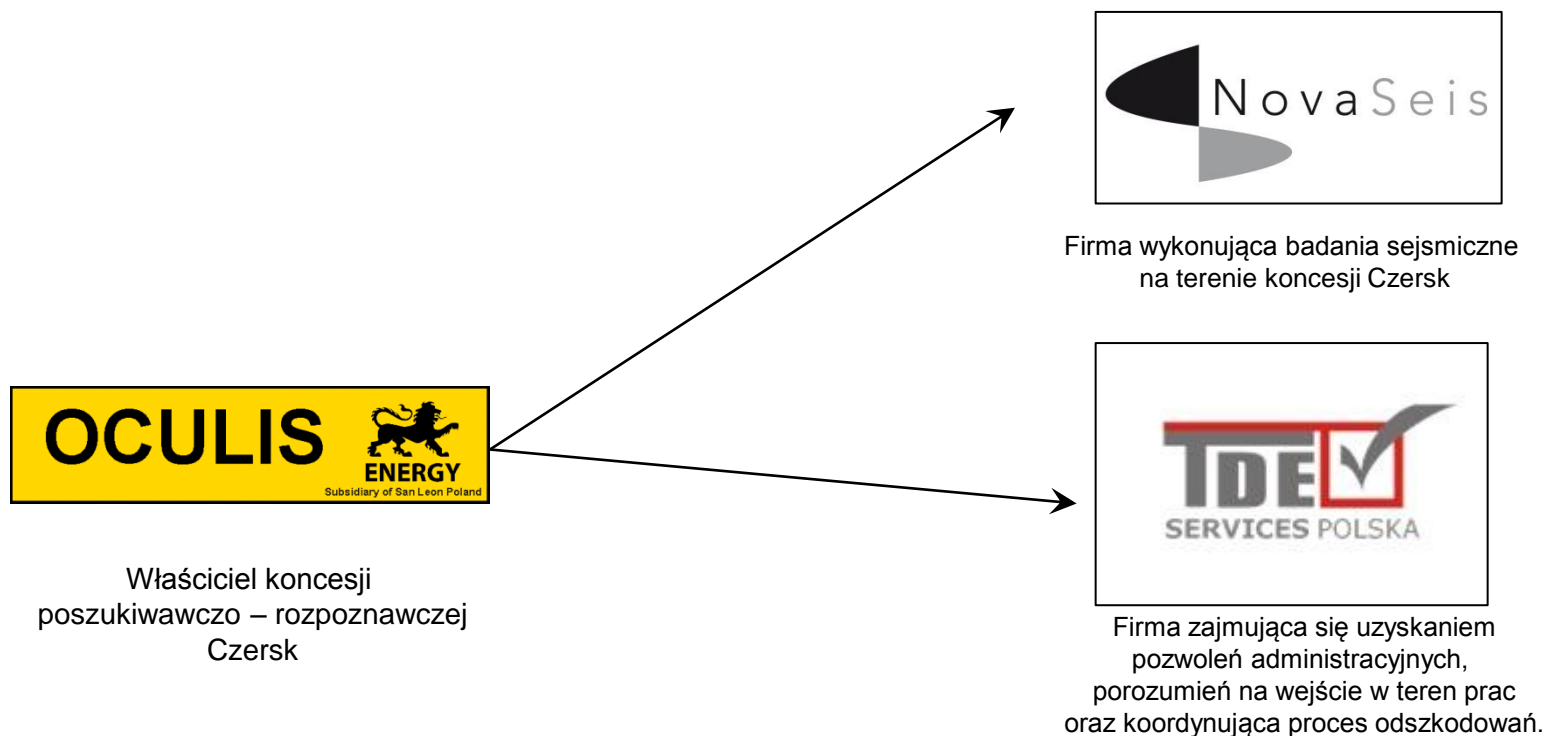 NovaSeis
Firma wykonująca badania sejsmiczne
na terenie koncesji Czersk
OCULIS
ENERGY
Subsidiary of San Leon Poland
Właściciel koncesji
poszukiwawczo – rozpoznawczej
Czersk
TDE
SERVICES POLSKA
Firma zajmująca się uzyskaniem
pozwoleń administracyjnych,
porozumień na wejście w teren prac
oraz koordynująca proces odszkodowań.